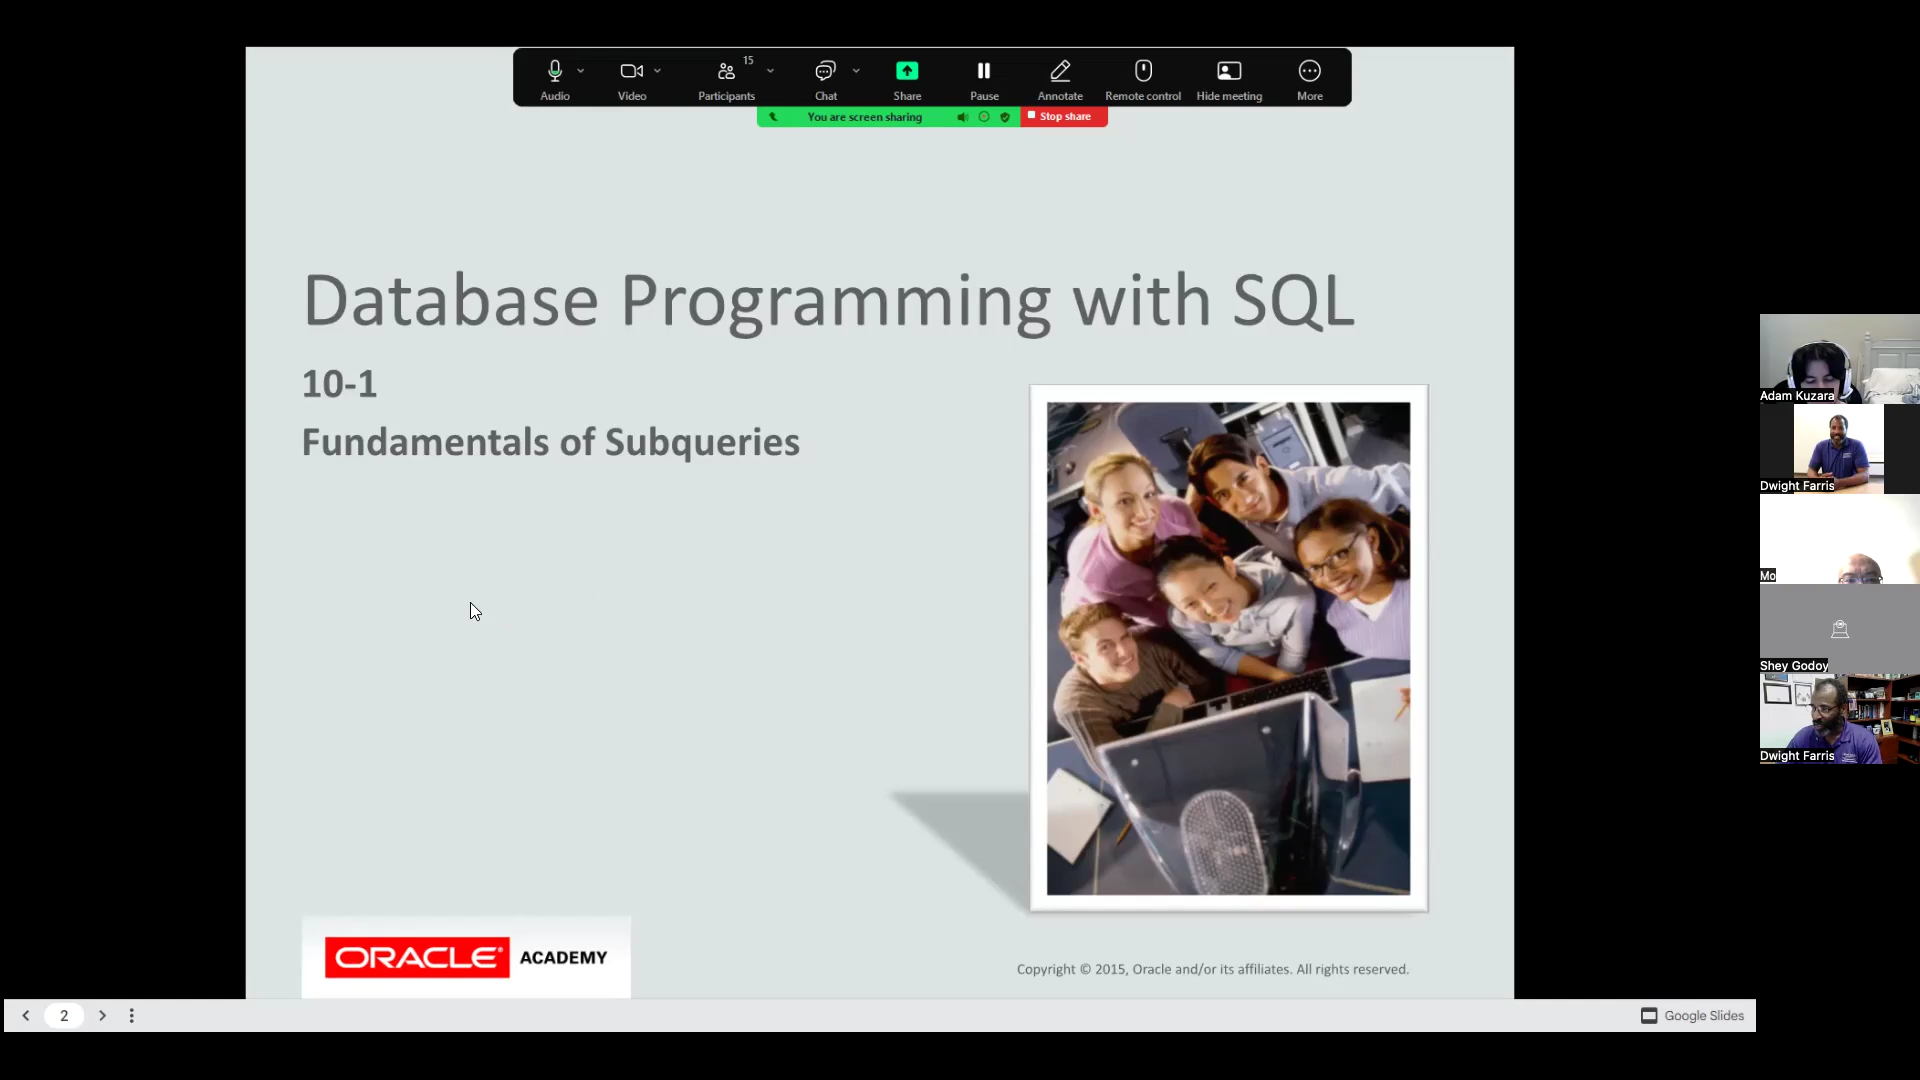 Audio
Video
15
Participants
Chat
Share
Pause
Annotate
Remote control
Hide meeting
More
You are screen sharing
Stop share
Database Programming with SQL
10-1
Fundamentals of Subqueries
Adam Kuzara
Dwight Farris
Mo
Shey Godoy
Dwight Farris
ORACLE® ACADEMY
Copyright © 2015, Oracle and/or its affiliates. All rights reserved.
2
Google Slides